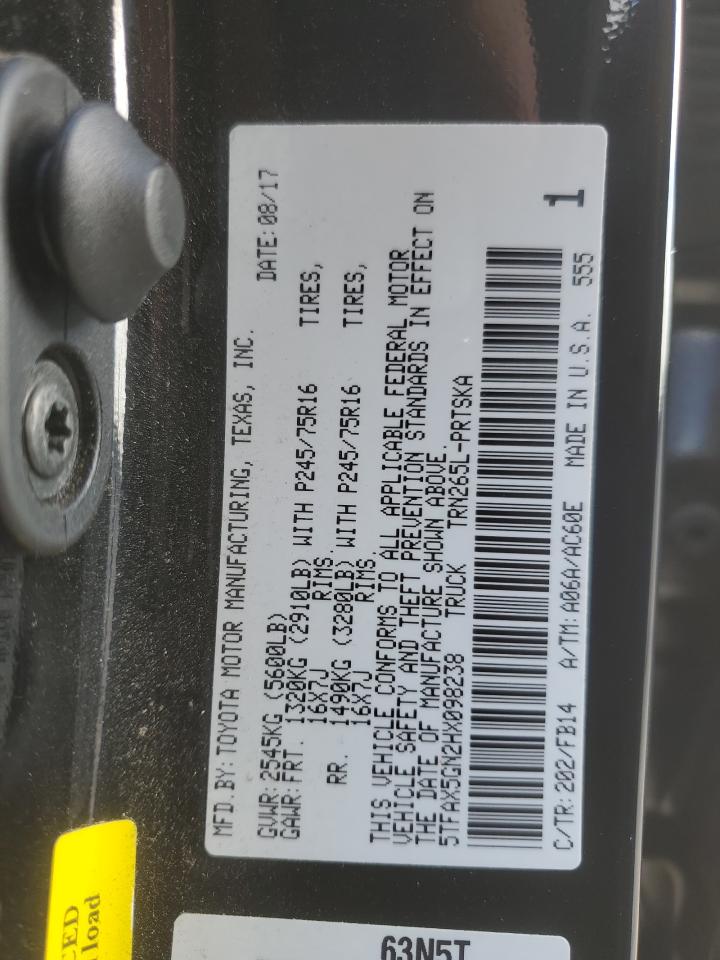 MFD.BY:TOYOTA MOTOR MANUFACTURING, TEXAS, INC.
DATE:08/17
GVWR:2545KG (5600LB)
GAWR:FRT. 1320KG (2910LB) WITH P245/75R16 TIRES,
16X7J RIMS.
RR. 1490KG (3280LB) WITH P245/75R16 TIRES,
16X7J RIMS.
THIS VEHICLE CONFORMS TO ALL APPLICABLE FEDERAL MOTOR
VEHICLE SAFETY AND THEFT PREVENTION STANDARDS IN EFFECT ON
THE DATE OF MANUFACTURE SHOWN ABOVE.
5TFAX5GN2HX098238 TRUCK TRN265L-PRTSKA
1
C/TR:202/FB14 A/TM:A06A/AC60E MADE IN U.S.A. 555
load
63N5T